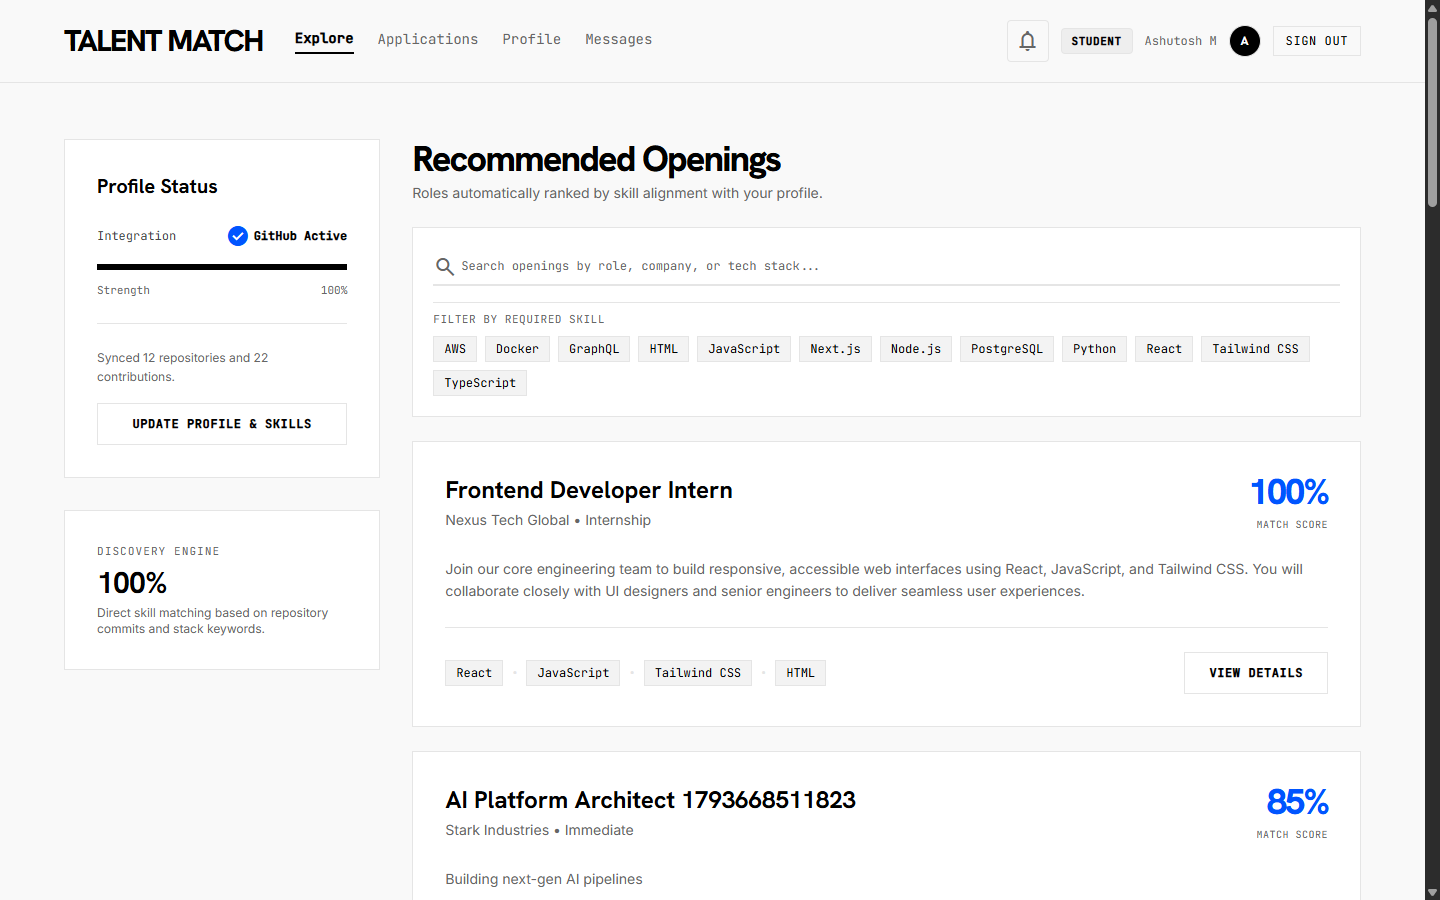 TALENT MATCH
Explore
Applications
Profile
Messages
STUDENT
Ashutosh M
A
SIGN OUT
Profile Status
Integration
GitHub Active
Strength
100%
Synced 12 repositories and 22
contributions.
UPDATE PROFILE & SKILLS
DISCOVERY ENGINE
100%
Direct skill matching based on repository
commits and stack keywords.
Recommended Openings
Roles automatically ranked by skill alignment with your profile.
Search openings by role, company, or tech stack...
FILTER BY REQUIRED SKILL
AWS
Docker
GraphQL
HTML
JavaScript
Next.js
Node.js
PostgreSQL
Python
React
Tailwind CSS
TypeScript
Frontend Developer Intern
100%
Nexus Tech Global • Internship
MATCH SCORE
Join our core engineering team to build responsive, accessible web interfaces using React, JavaScript, and Tailwind CSS. You will
collaborate closely with UI designers and senior engineers to deliver seamless user experiences.
React · JavaScript · Tailwind CSS · HTML
VIEW DETAILS
AI Platform Architect 1793668511823
85%
Stark Industries • Immediate
MATCH SCORE
Building next-gen AI pipelines